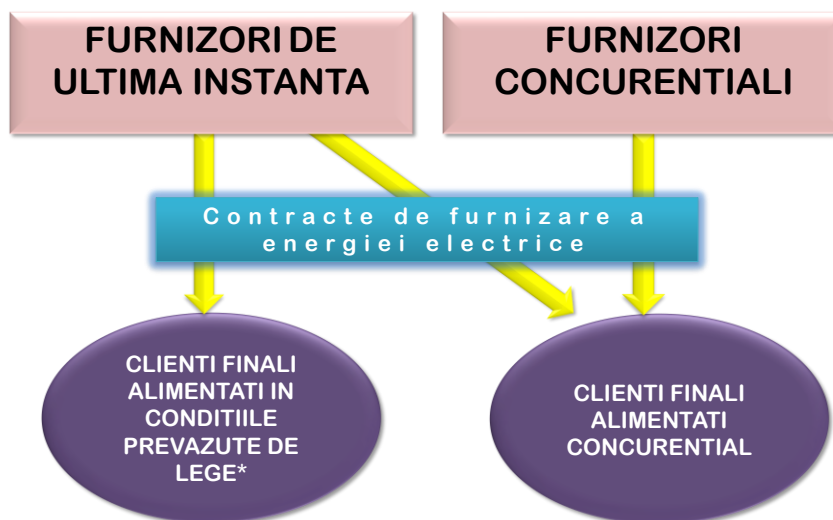 FURNIZORI DE
ULTIMA INSTANTA
FURNIZORI
CONCURENTIALI
Contracte de furnizare a
energiei electrice
CLIENTI FINALI
ALIMENTATI IN
CONDITIILE
PREVAZUTE DE
LEGE*
CLIENTI FINALI
ALIMENTATI
CONCURENTIAL